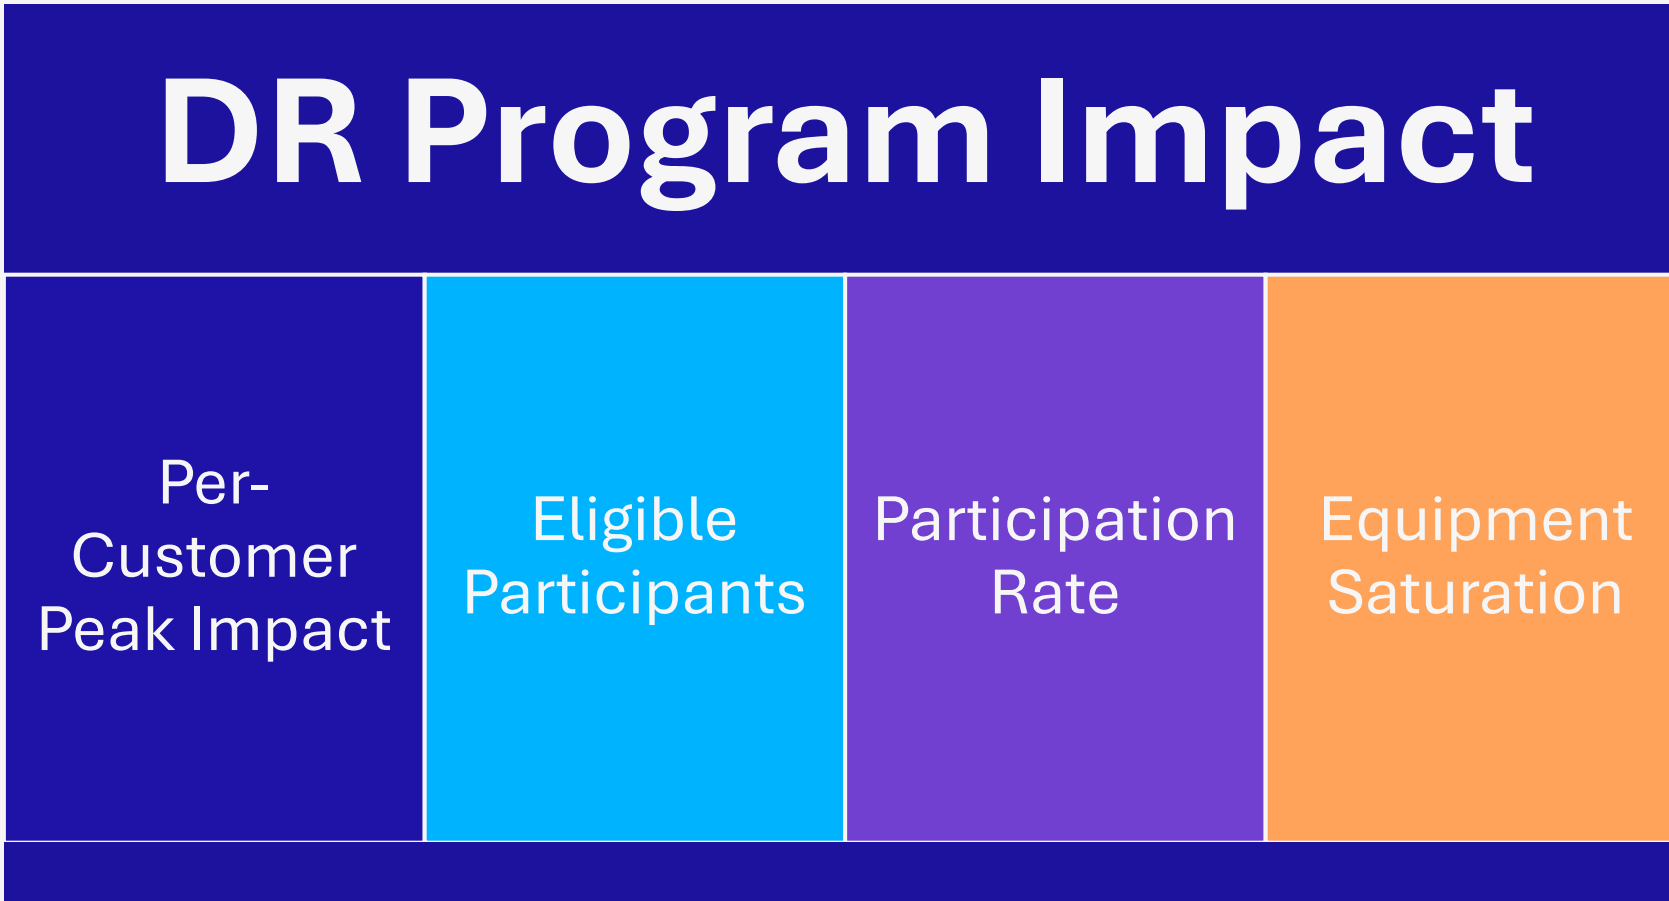 DR Program Impact
Per-
Customer
Peak Impact
Eligible
Participants
Participation
Rate
Equipment
Saturation